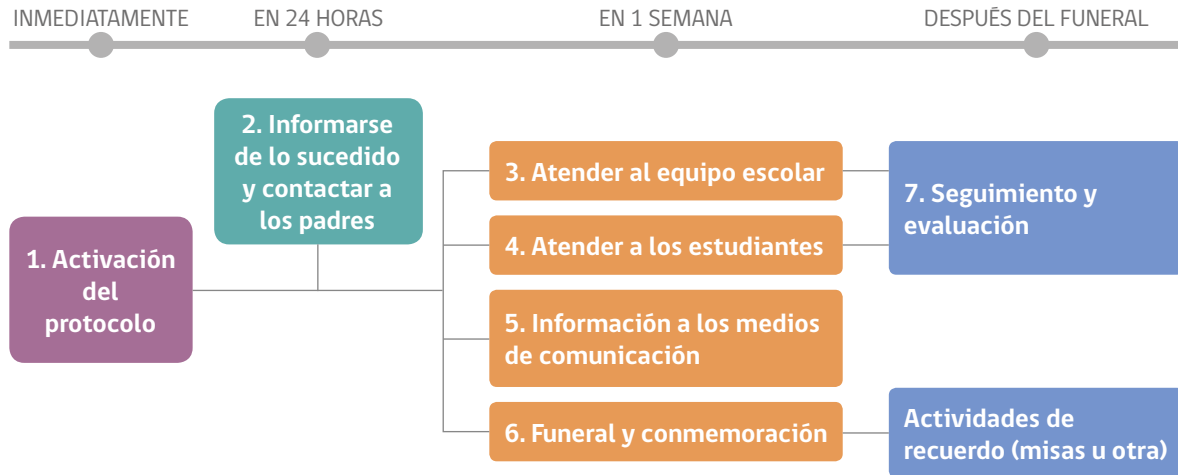 INMEDIATAMENTE
EN 24 HORAS
EN 1 SEMANA
DESPUÉS DEL FUNERAL
1. Activación
del
protocolo
2. Informarse
de lo sucedido
y contactar a
los padres
3. Atender al equipo escolar
4. Atender a los estudiantes
5. Información a los medios
de comunicación
6. Funeral y conmemoración
7. Seguimiento y
evaluación
Actividades de
recuerdo (misas u otra)